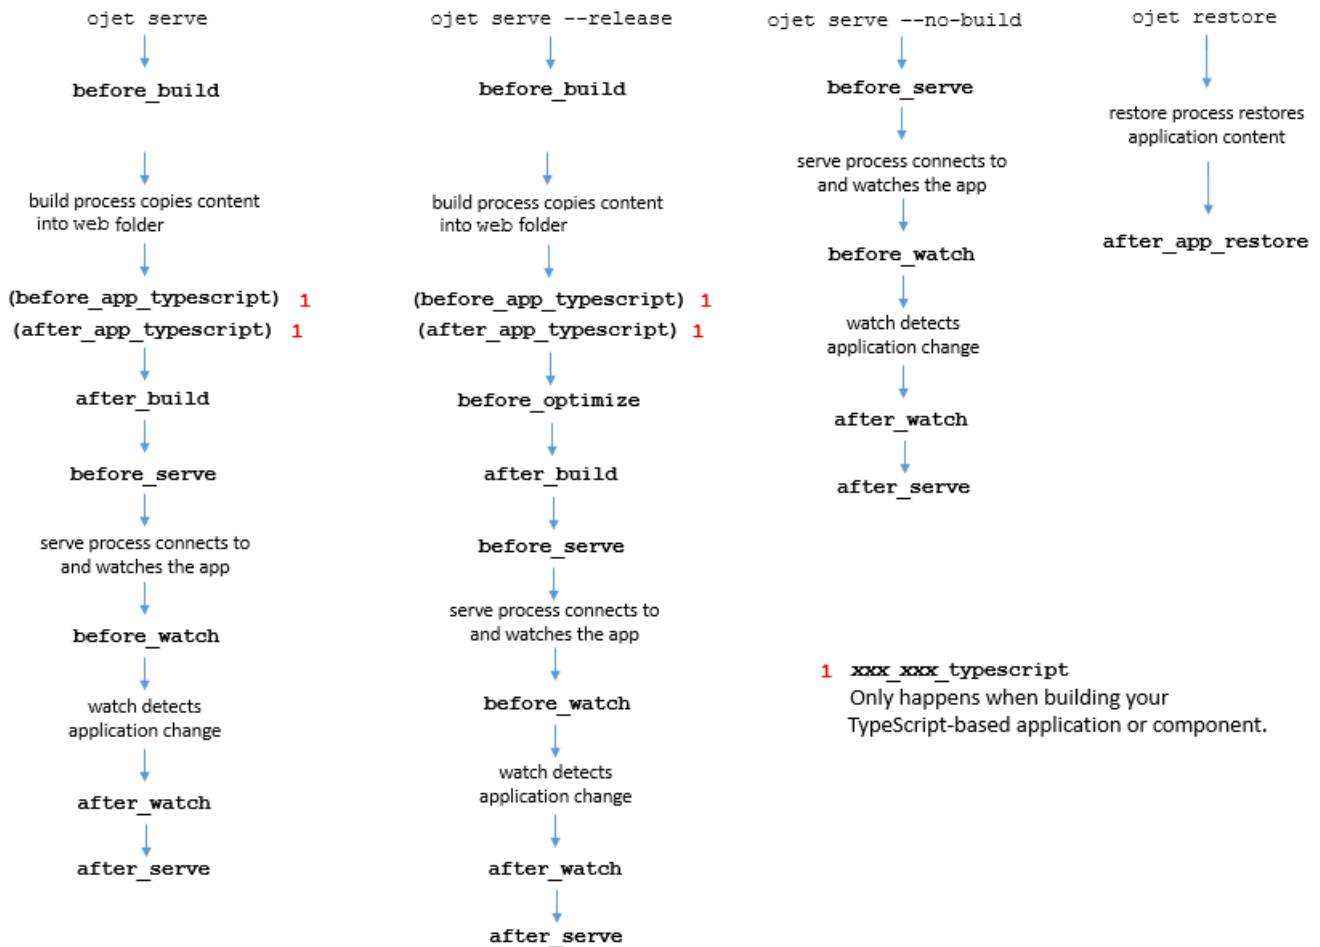 ojet serve
before_build
build process copies content
into web folder
(before_app_typescript) 1
(after_app_typescript) 1
after_build
before_serve
serve process connects to
and watches the app
before_watch
watch detects
application change
after_watch
after_serve
ojet serve --release
before_build
build process copies content
into web folder
(before_app_typescript) 1
(after_app_typescript) 1
before_optimize
after_build
before_serve
serve process connects to
and watches the app
before_watch
watch detects
application change
after_watch
after_serve
ojet serve --no-build
before_serve
serve process connects to
and watches the app
before_watch
watch detects
application change
after_watch
after_serve
ojet restore
restore process restores
application content
after_app_restore
1 xxx_xxx_typescript
Only happens when building your
TypeScript-based application or component.